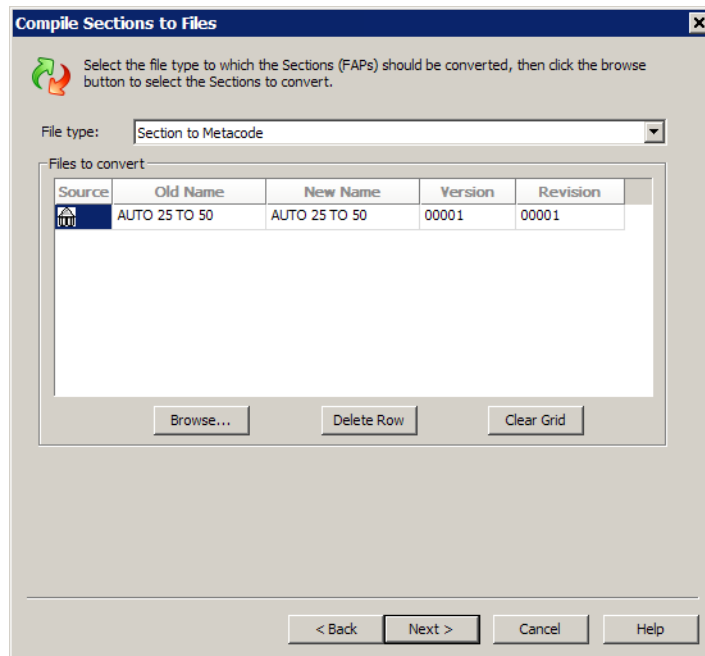 Compile Sections to Files
Select the file type to which the Sections (FAPs) should be converted, then click the browse
button to select the Sections to convert.
File type: Section to Metacode
Files to convert
Source Old Name New Name Version Revision
AUTO 25 TO 50 AUTO 25 TO 50 00001 00001
Browse... Delete Row Clear Grid
< Back Next > Cancel Help